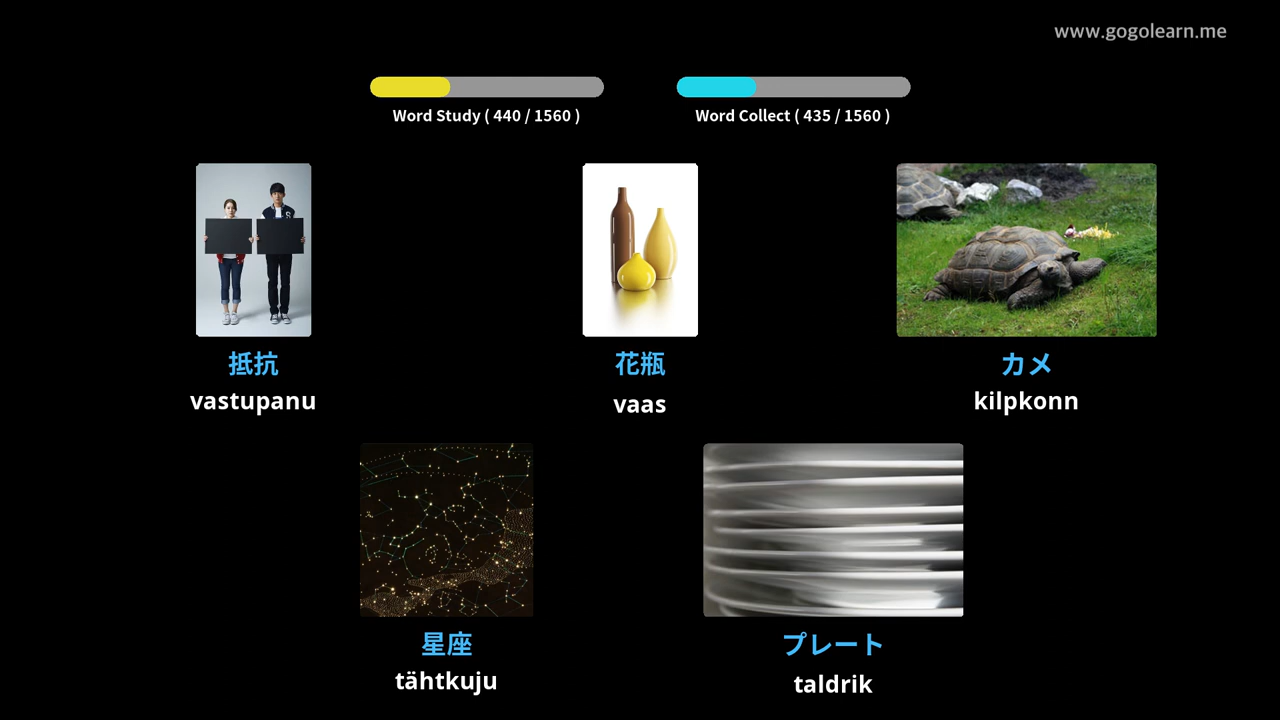 www.gogolearn.me
Word Study ( 440 / 1560 )
Word Collect ( 435 / 1560 )
抵抗
vastupanu
花瓶
vaas
カメ
kilpkonn
星座
tähtkuju
プレート
taldrik